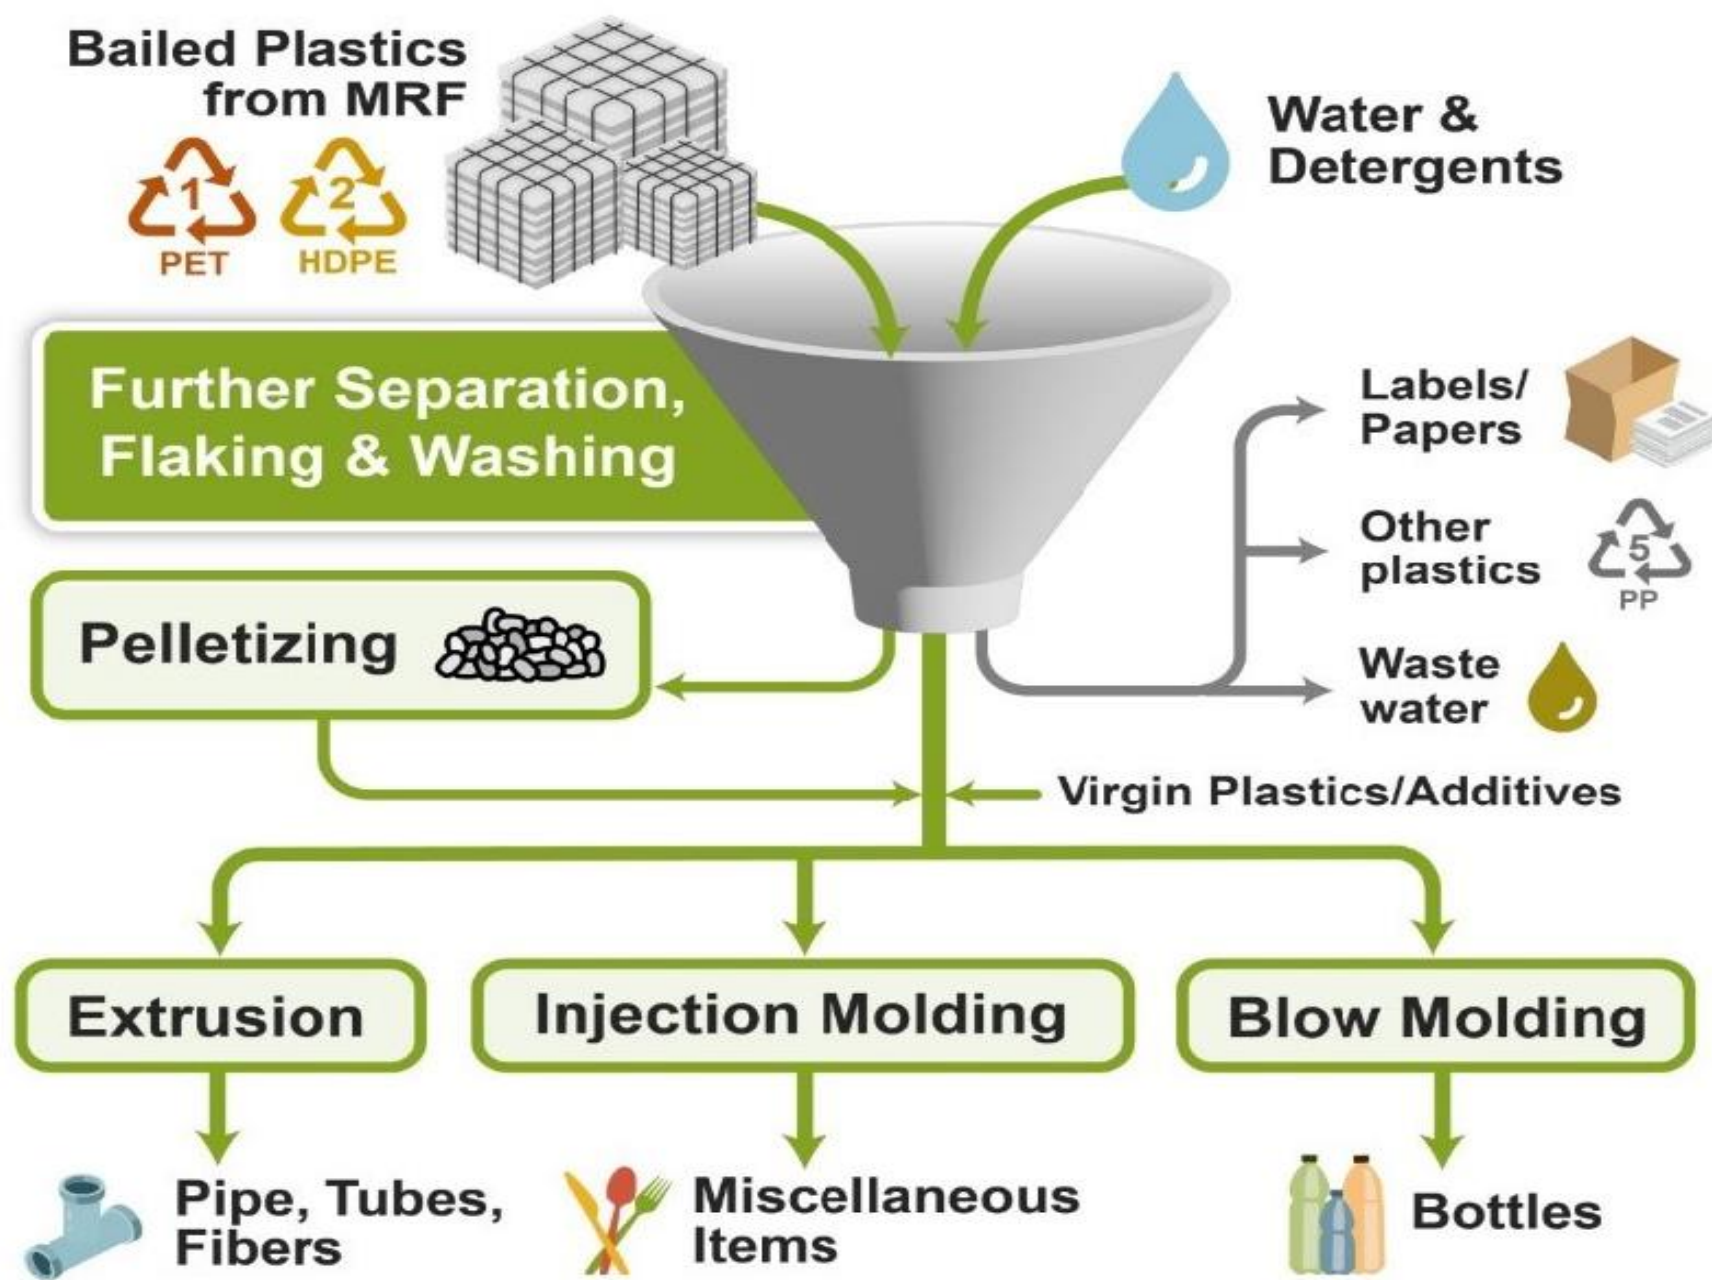 Bailed Plastics
from MRF
1
PET
2
HDPE
Water &
Detergents
Further Separation,
Flaking & Washing
Labels/
Papers
Other
plastics
5
PP
Waste
water
Pelletizing
Virgin Plastics/Additives
Extrusion
Injection Molding
Blow Molding
Pipe, Tubes,
Fibers
Miscellaneous
Items
Bottles